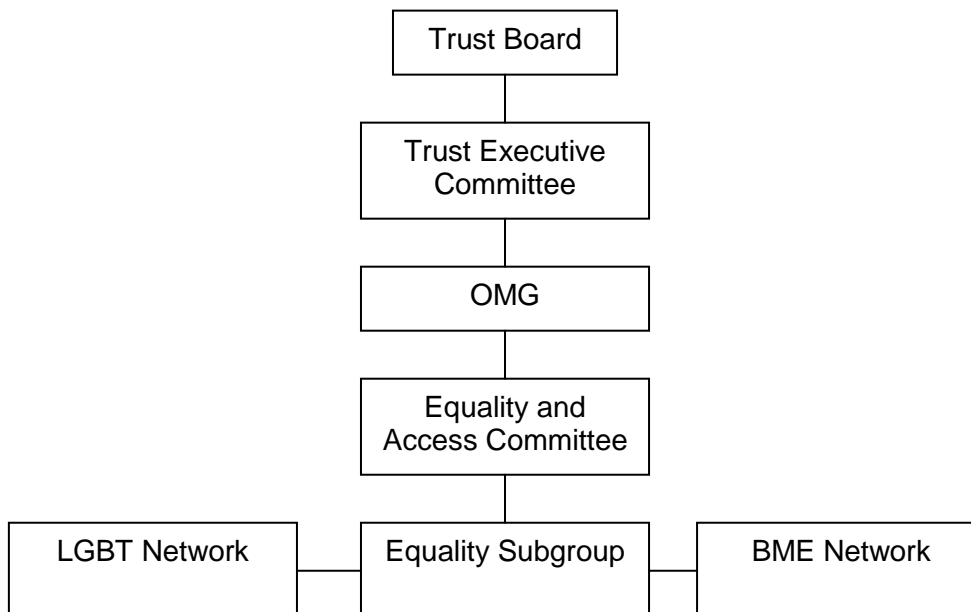 Trust Board
Trust Executive
Committee
OMG
Equality and
Access Committee
LGBT Network
Equality Subgroup
BME Network